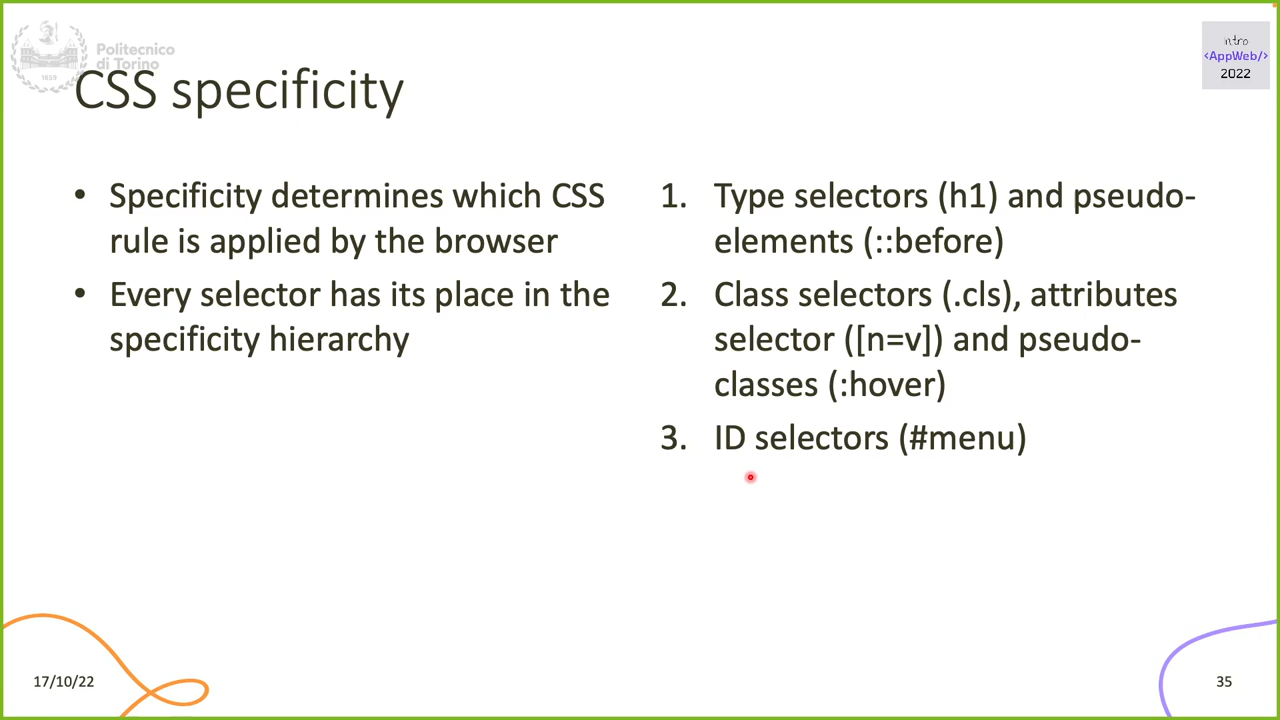 Politecnico
di Torino
1859
intro
<AppWeb/>
2022
CSS specificity
• Specificity determines which CSS
rule is applied by the browser
• Every selector has its place in the
specificity hierarchy
1. Type selectors (h1) and pseudo-
elements (::before)
2. Class selectors (.cls), attributes
selector ([n=v]) and pseudo-
classes (:hover)
3. ID selectors (#menu)
17/10/22
35